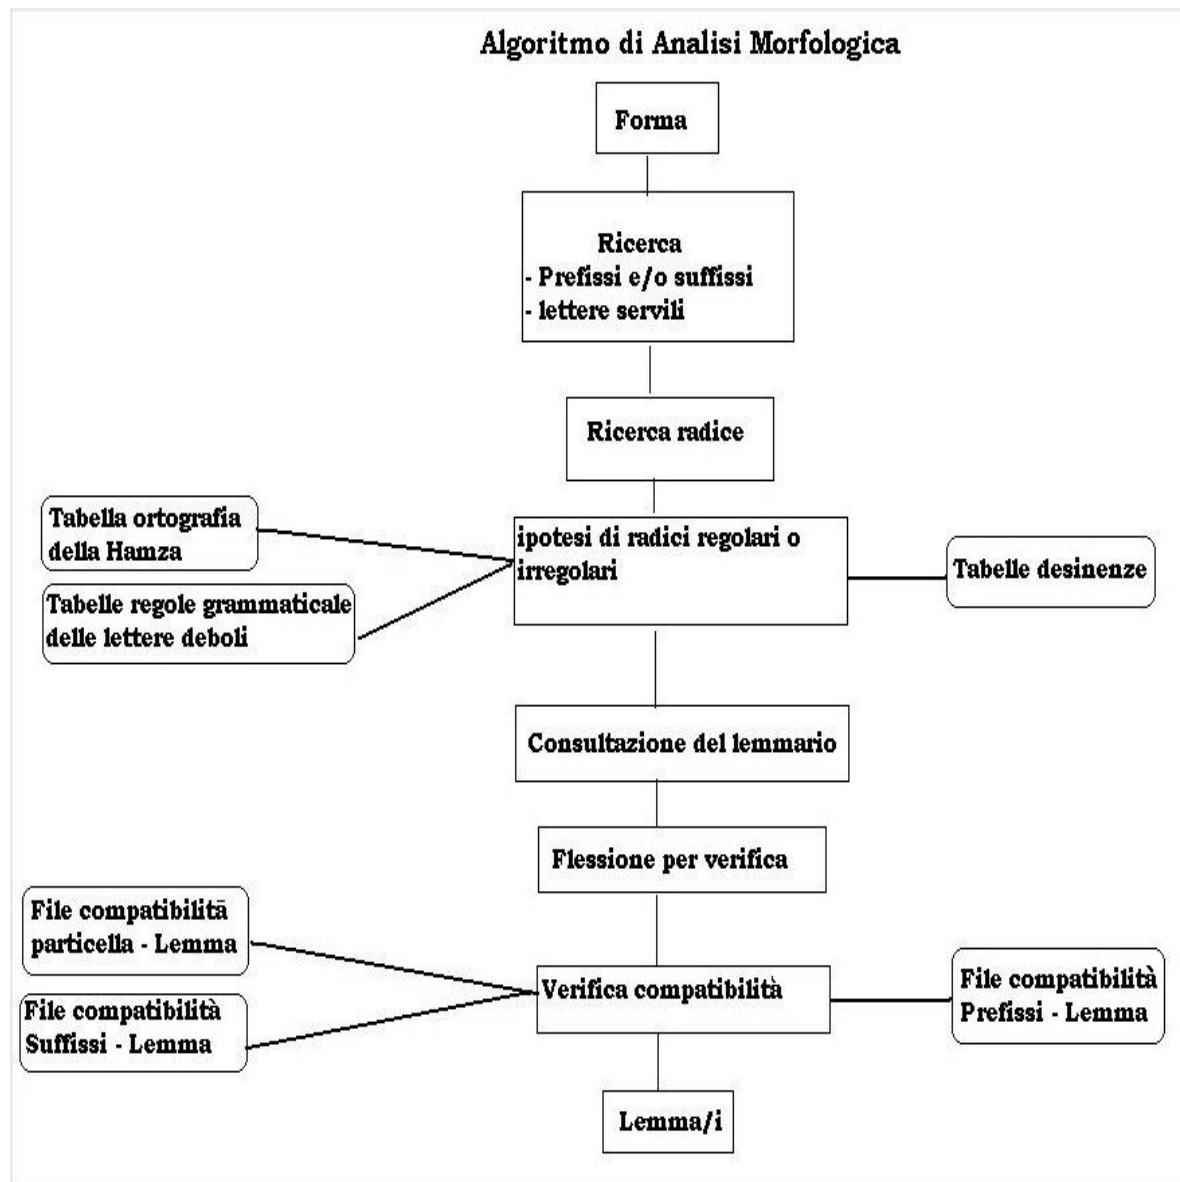 Algoritmo di Analisi Morfologica
Forma
Ricerca
- Prefissi e/o suffissi
- lettere servili
Ricerca radice
Tabella ortografia
della Hamza
Tabelle regole grammaticale
delle lettere deboli
ipotesi di radici regolari o
irregolari
Tabelle desinenze
Consultazione del lemmario
Flessione per verifica
File compatibilità
particella - Lemma
File compatibilità
Suffissi - Lemma
Verifica compatibilità
File compatibilità
Prefissi - Lemma
Lemma/i